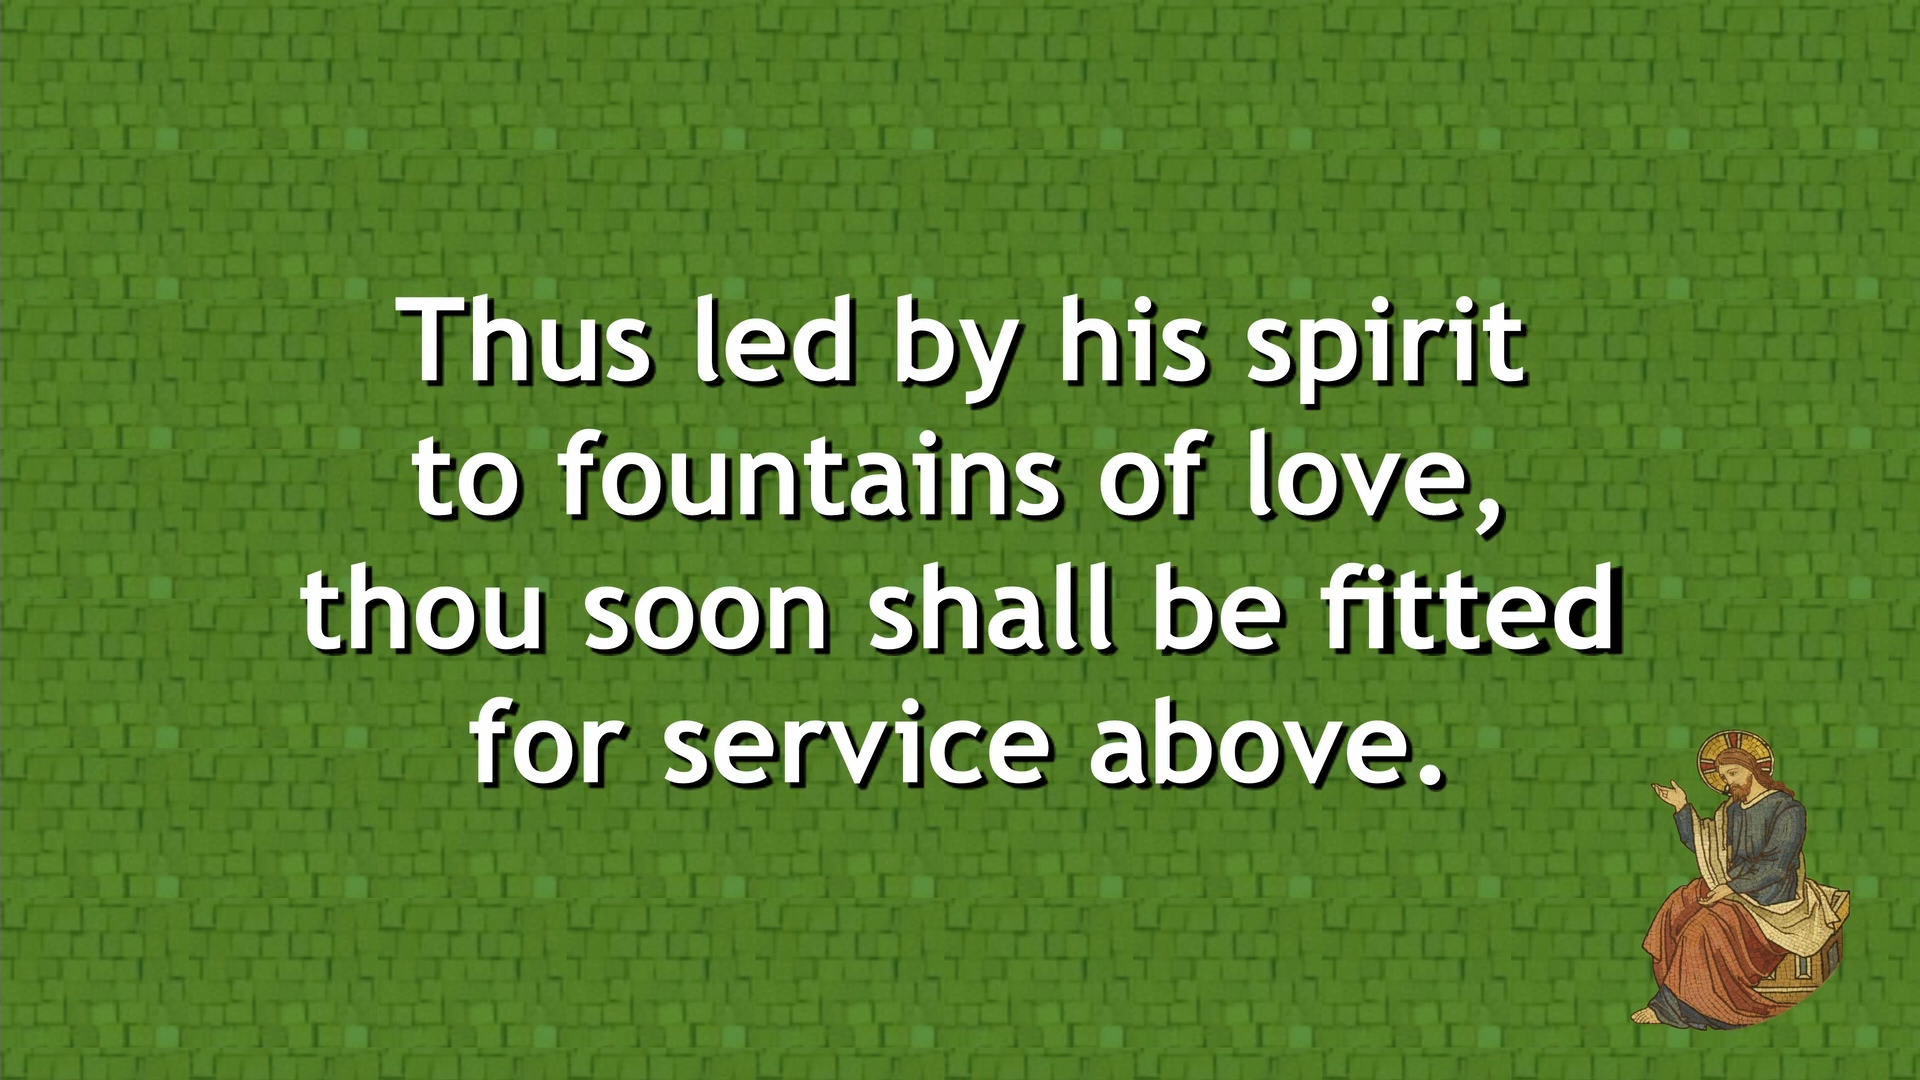 Thus led by his spirit
to fountains of love,
thou soon shall be fitted
for service above.